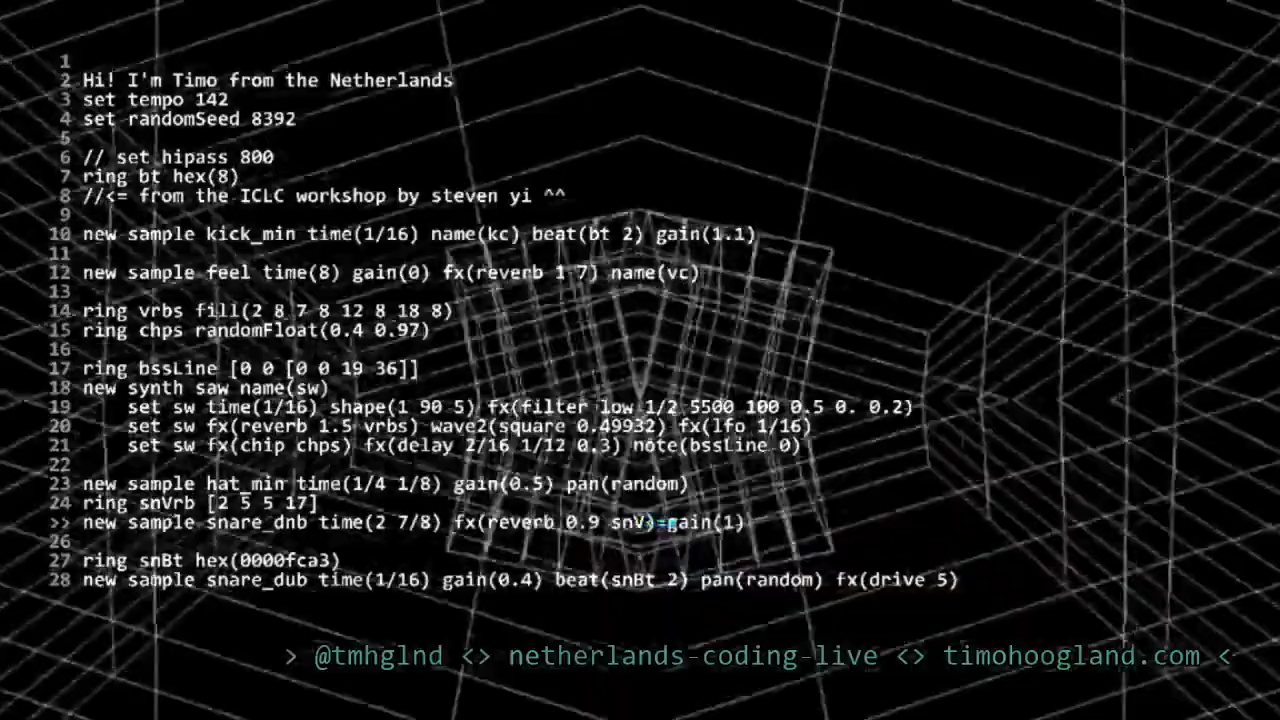 1
2 Hi! I'm Timo from the Netherlands
3 set tempo 142
4 set randomSeed 8392
5
6 // set hipass 800
7 ring bt hex(8)
8 //<= from the ICLC workshop by steven yi ^^
9
10 new sample kick_min time(1/16) name(kc) beat(bt 2) gain(1.1)
11
12 new sample feel time(8) gain(0) fx(reverb 1 7) name(vc)
13
14 ring vrbs fill(2 8 7 8 12 8 18 8)
15 ring chps randomFloat(0.4 0.97)
16
17 ring bssLine [0 0 [0 0 19 36]]
18 new synth saw name(sw)
19 set sw time(1/16) shape(1 90 5) fx(filter low 1/2 5500 100 0.5 0. 0.2)
20 set sw fx(reverb 1.5 vrbs) wave2(square 0.49932) fx(lfo 1/16)
21 set sw fx(chip chps) fx(delay 2/16 1/12 0.3) note(bssLine 0)
22
23 new sample hat_min time(1/4 1/8) gain(0.5) pan(random)
24 ring snVrb [2 5 5 17]
>> new sample snare_dnb time(2 7/8) fx(reverb 0.9 snV) gain(1)
26
27 ring snBt hex(0000fca3)
28 new sample snare_dub time(1/16) gain(0.4) beat(snBt 2) pan(random) fx(drive 5)
> @tmhglnd <> netherlands-coding-live <> timohoogland.com <